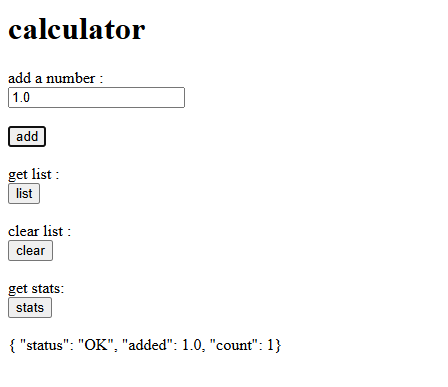 calculator
add a number :
1.0
add
get list :
list
clear list :
clear
get stats:
stats
{ "status": "OK", "added": 1.0, "count": 1}